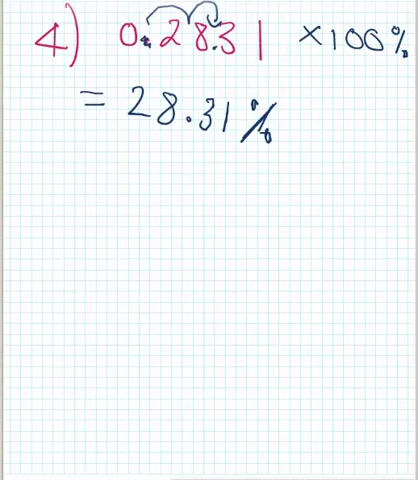 4) 0.2831 ×100%
= 28.31%